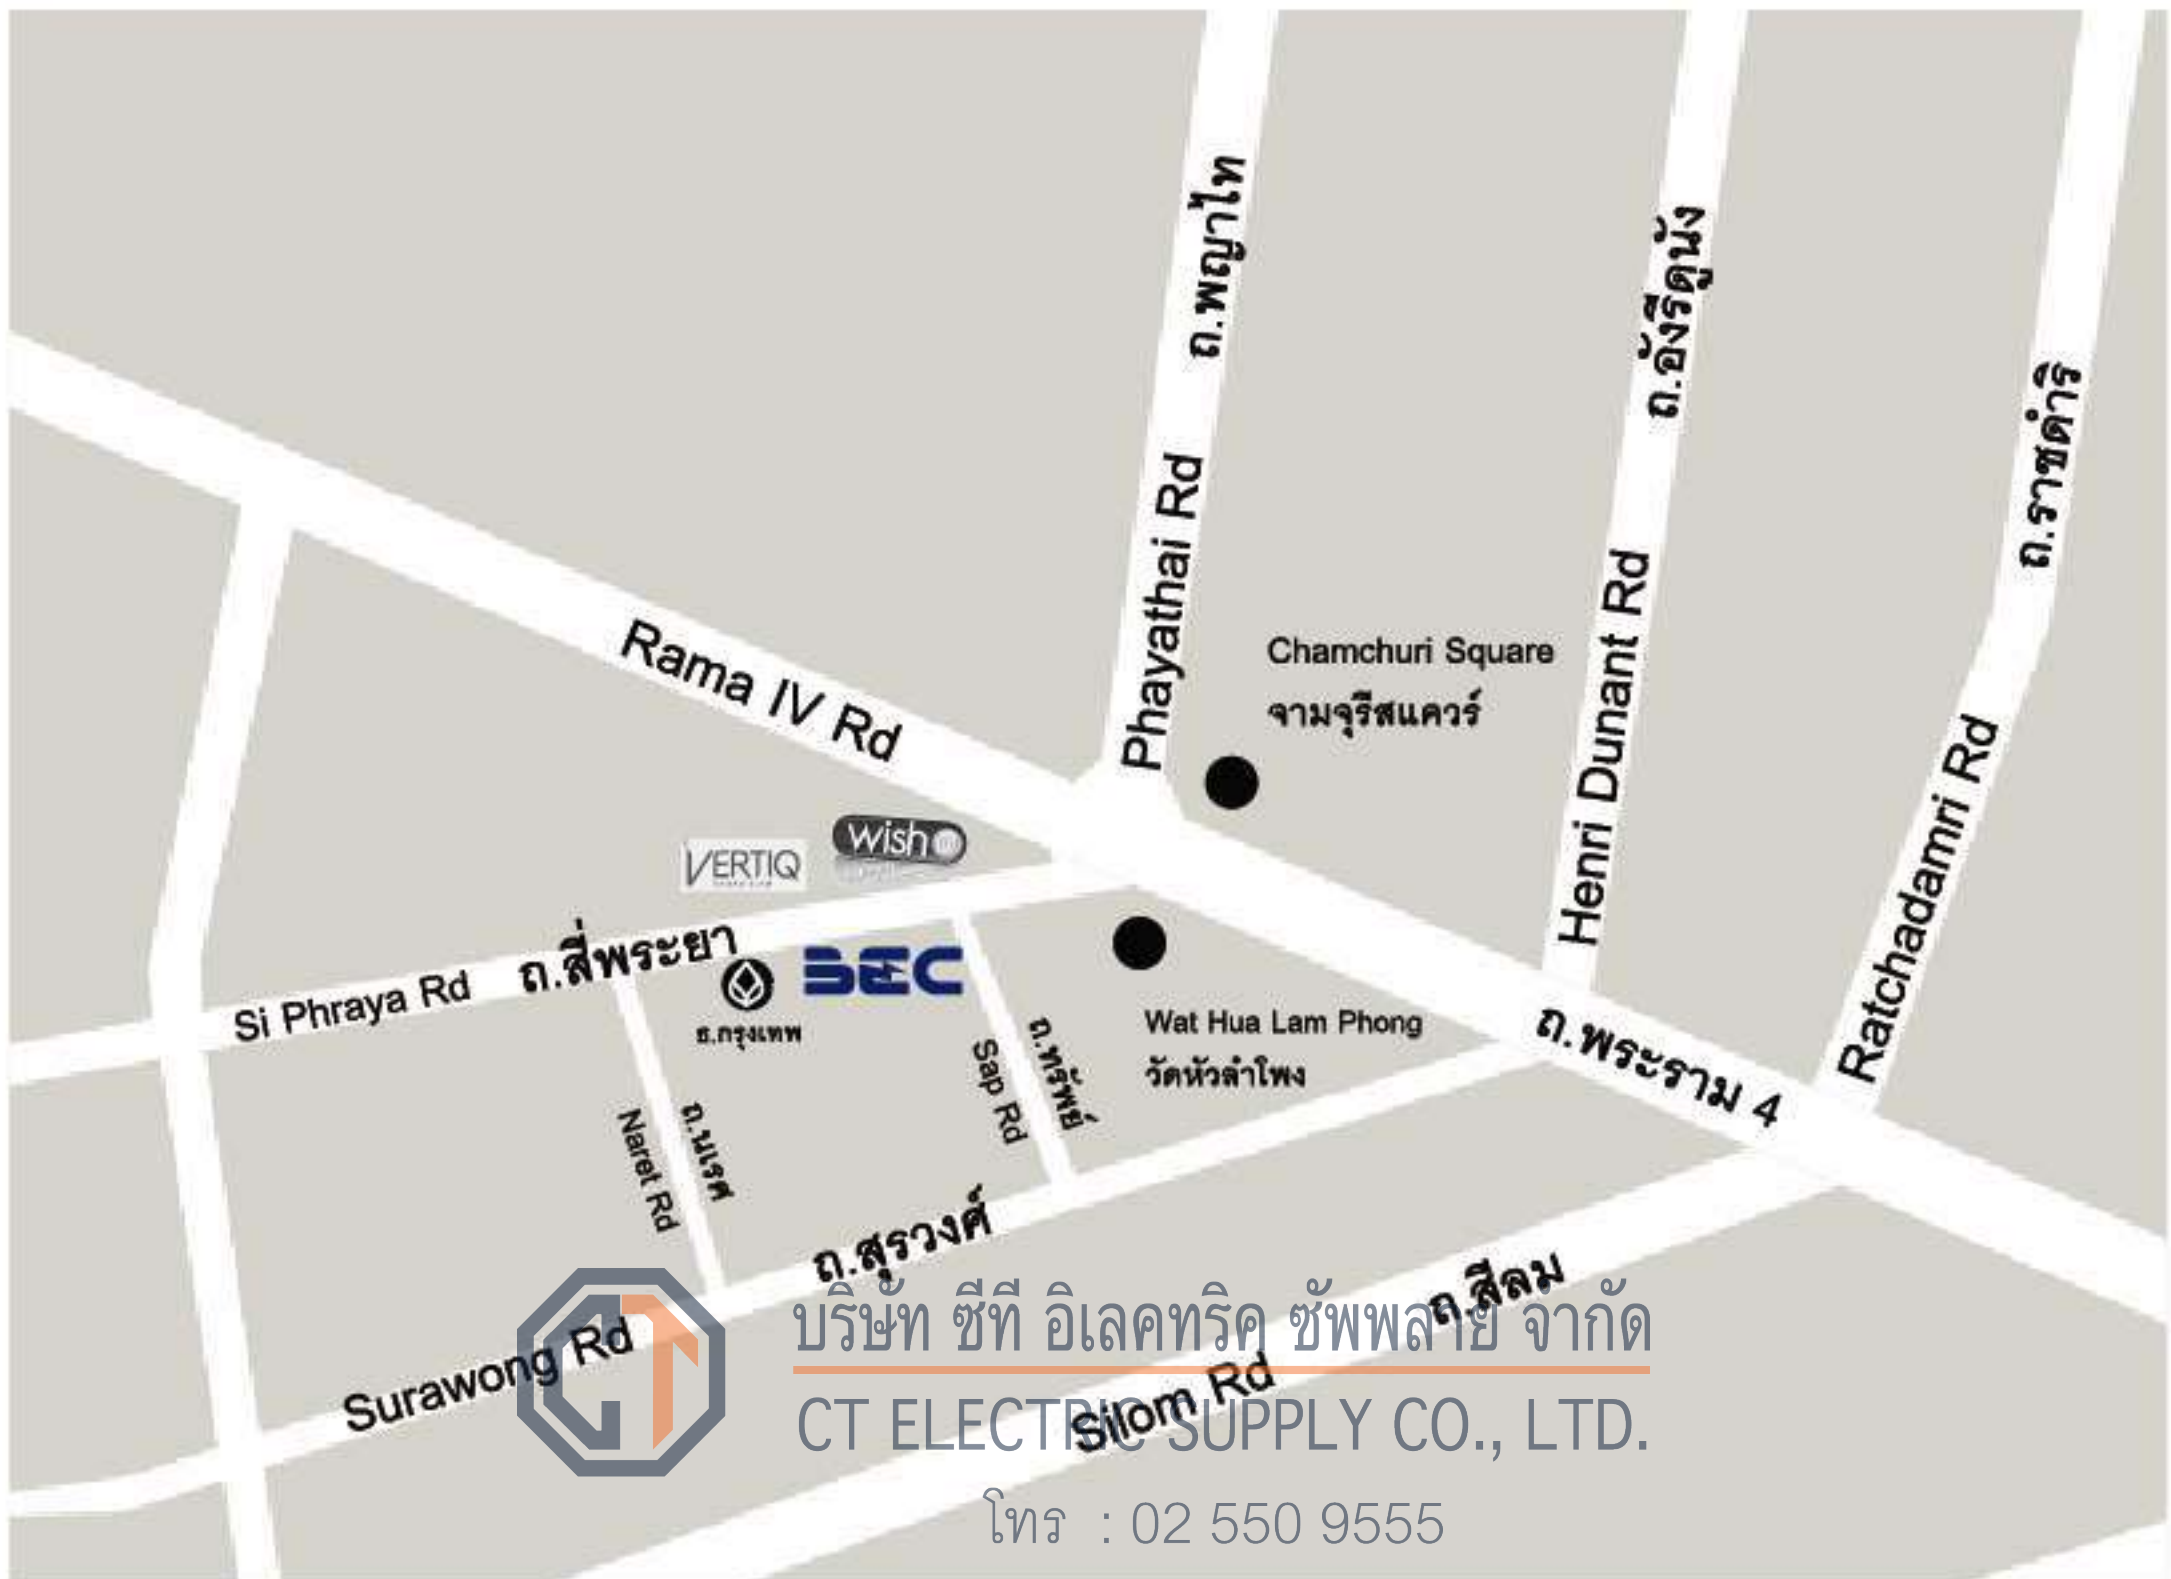 ถ.พญาไท
ถ.อังรีดูนัง
ถ.ราชดำริ
Phayathai Rd
Henri Dunant Rd
Ratchadamri Rd
Rama IV Rd
Chamchuri Square
จามจุรีสแควร์
wish
VERTIQ
ถ.สี่พระยา
Si Phraya Rd
BEC
ธ.กรุงเทพ
Wat Hua Lam Phong
วัดหัวลำโพง
ถ.พระราม 4
Sap Rd
ถ.ทรัพย์
Naret Rd
ถ.นเรศ
ถ.สุรวงศ์
Surawong Rd
ถ.สีลม
Silom Rd
CT
บริษัท ซีที อิเลคทริค ซัพพลาย จำกัด
CT ELECTRIC SUPPLY CO., LTD.
โทร : 02 550 9555